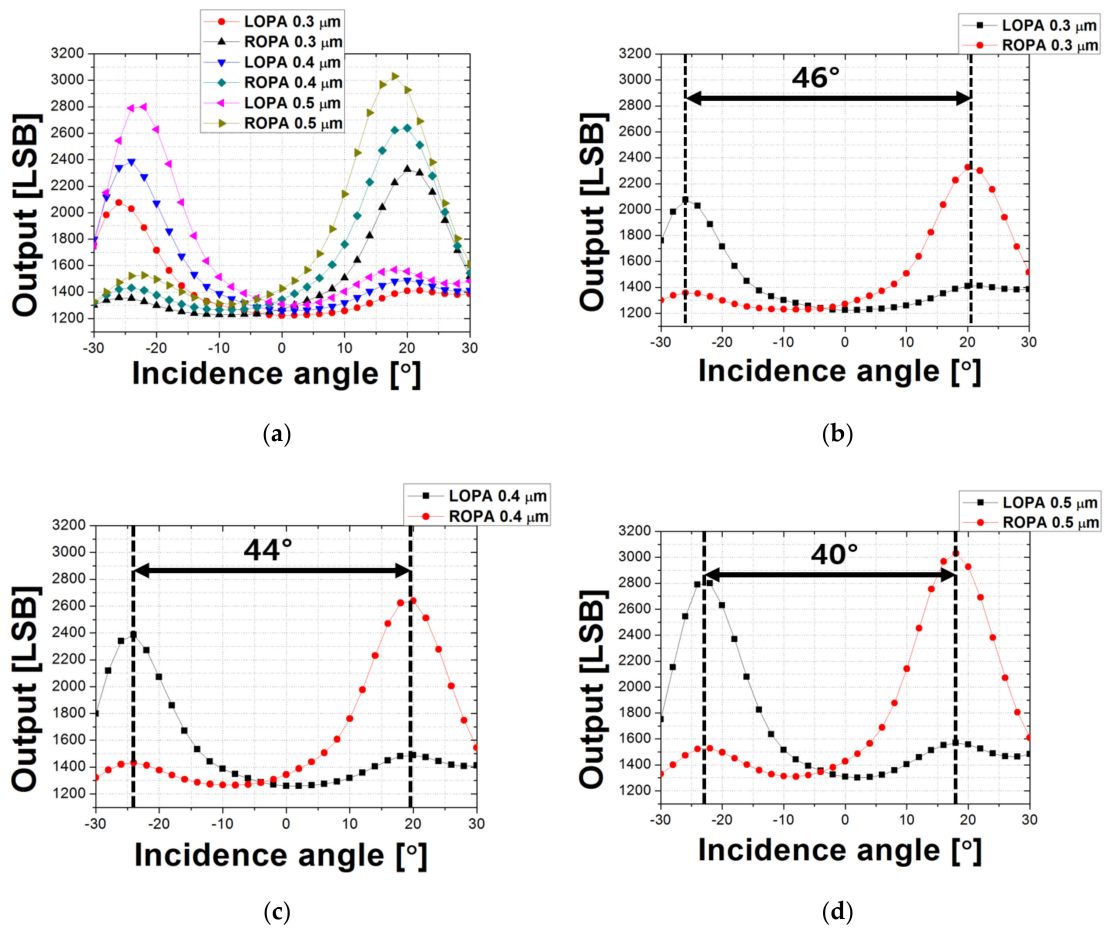 LOPA 0.3 μm
ROPA 0.3 μm
LOPA 0.4 μm
ROPA 0.4 μm
LOPA 0.5 μm
ROPA 0.5 μm
3200
3000
2800
2600
2400
2200
2000
1800
1600
1400
1200
Output [LSB]
-30 -20 -10 0 10 20 30
Incidence angle [°]
(a)
LOPA 0.3 μm
ROPA 0.3 μm
46°
3200
3000
2800
2600
2400
2200
2000
1800
1600
1400
1200
Output [LSB]
-30 -20 -10 0 10 20 30
Incidence angle [°]
(b)
LOPA 0.4 μm
ROPA 0.4 μm
44°
3200
3000
2800
2600
2400
2200
2000
1800
1600
1400
1200
Output [LSB]
-30 -20 -10 0 10 20 30
Incidence angle [°]
(c)
LOPA 0.5 μm
ROPA 0.5 μm
40°
3200
3000
2800
2600
2400
2200
2000
1800
1600
1400
1200
Output [LSB]
-30 -20 -10 0 10 20 30
Incidence angle [°]
(d)